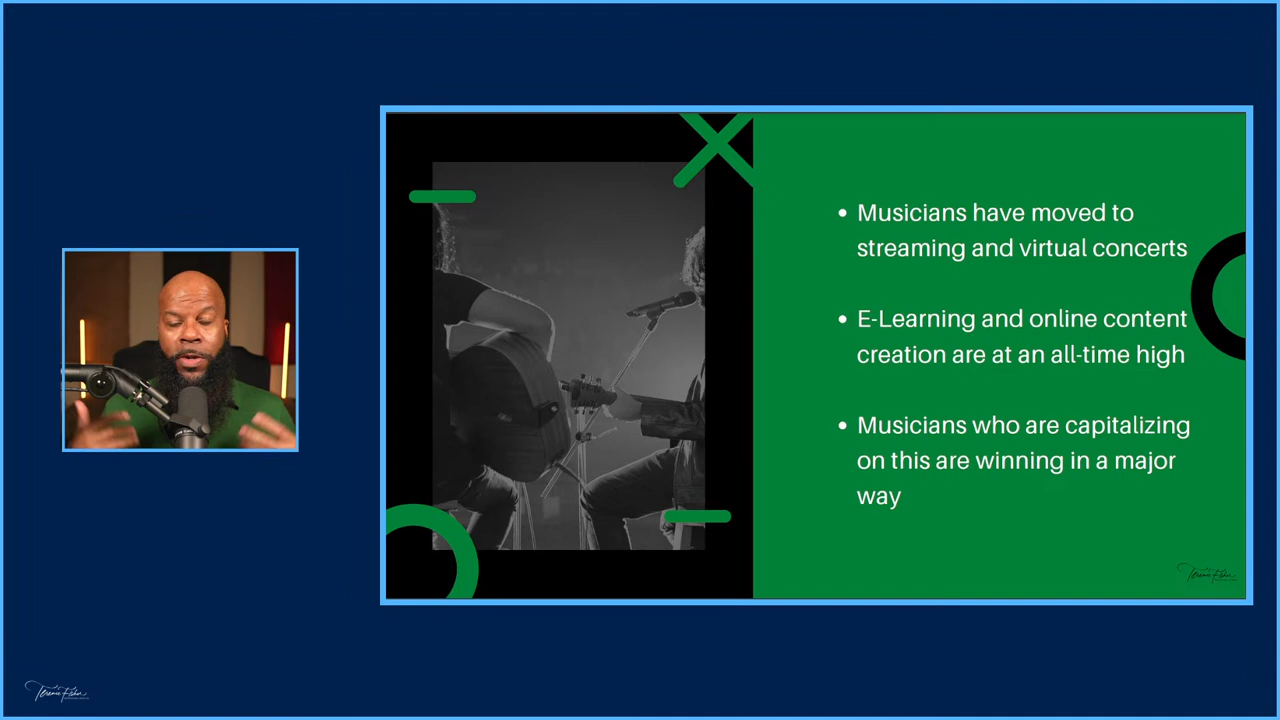 Musicians have moved to
streaming and virtual concerts
E-Learning and online content
creation are at an all-time high
Musicians who are capitalizing
on this are winning in a major
way